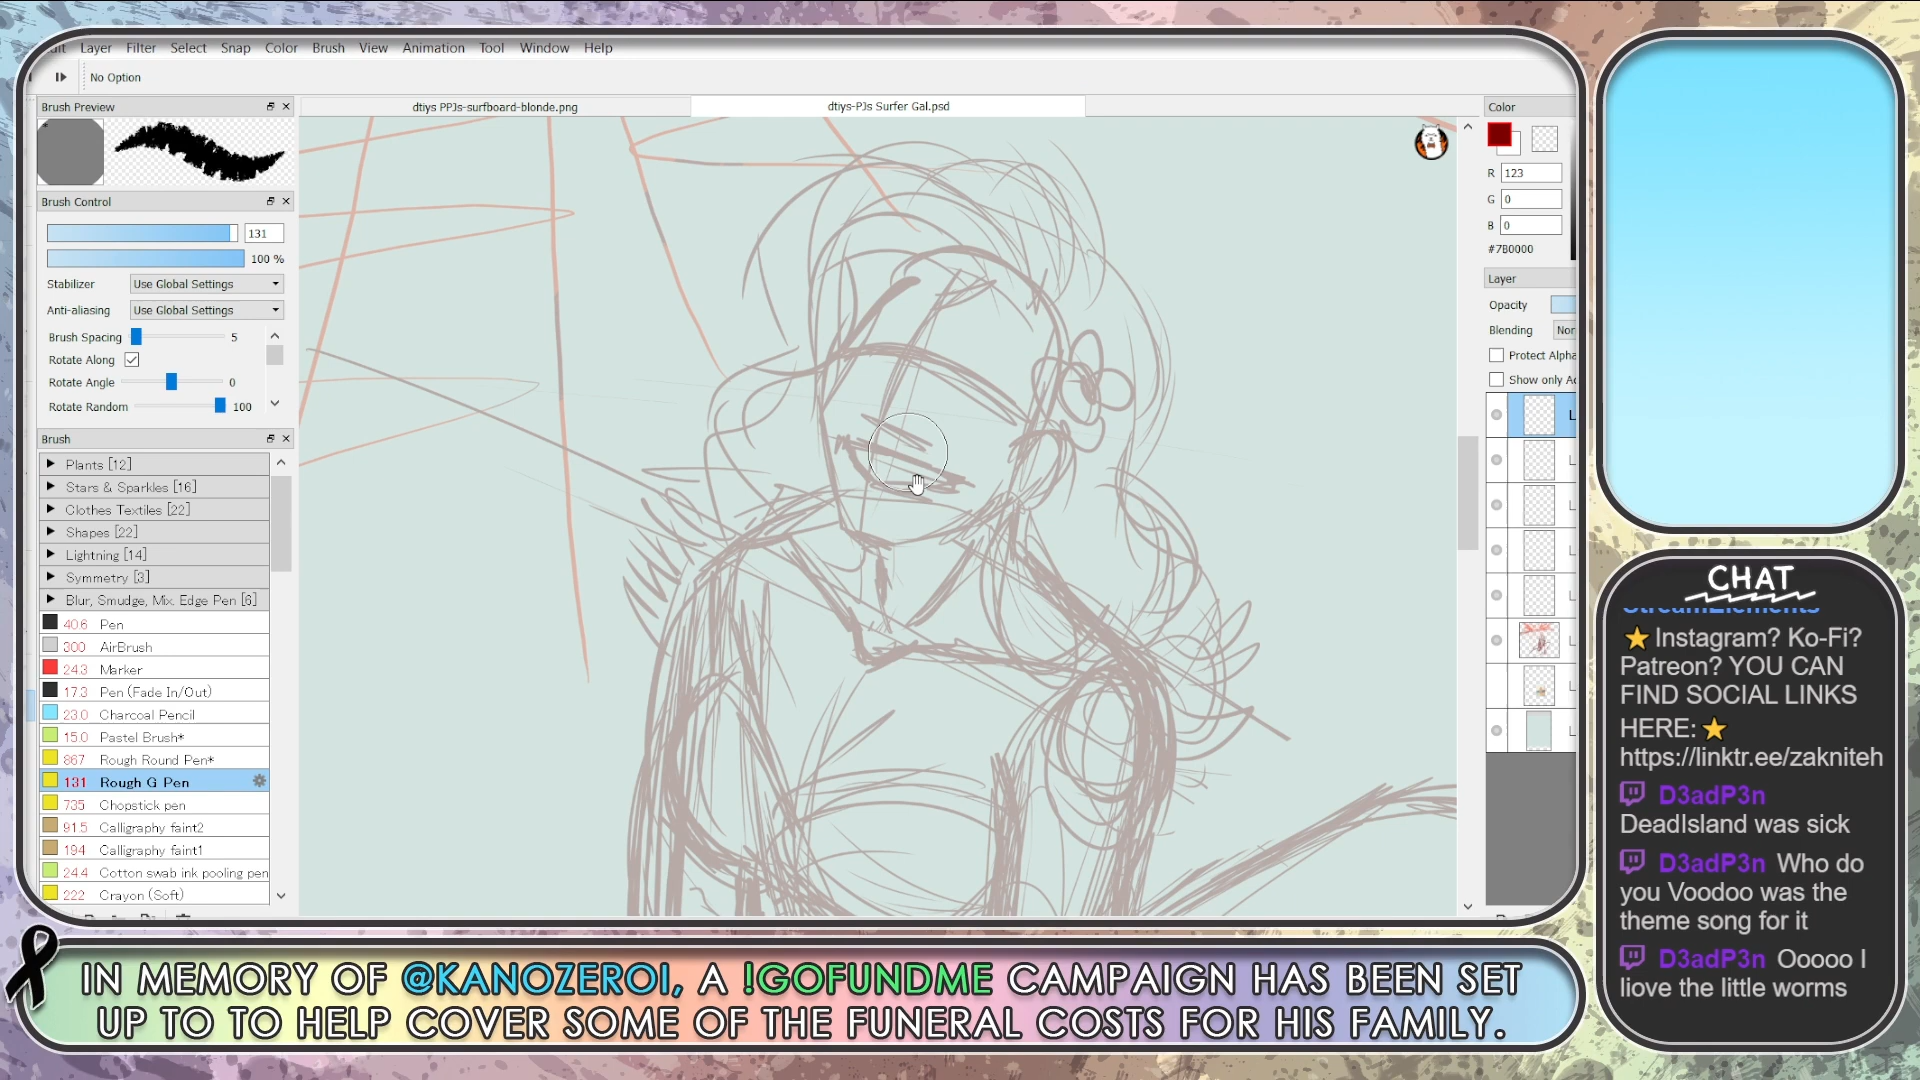 Layer Filter Select Snap Color Brush View Animation Tool Window Help
No Option
Brush Preview
dtiys PPJs-surfboard-blonde.png
dtiys-PJs Surfer Gal.psd
Color
*
R 123
G 0
B 0
#7B0000
Brush Control
131
100 %
Stabilizer Use Global Settings
Anti-aliasing Use Global Settings
Brush Spacing 5
Rotate Along
Rotate Angle 0
Rotate Random 100
Layer
Opacity
Blending Nor
Protect Alpha
Show only
Brush
Plants [12]
Stars & Sparkles [16]
Clothes Textiles [22]
Shapes [22]
Lightning [14]
Symmetry [3]
Blur, Smudge, Mix. Edge Pen [6]
40.6 Pen
300 AirBrush
24.3 Marker
17.3 Pen (Fade In/Out)
23.0 Charcoal Pencil
15.0 Pastel Brush*
867 Rough Round Pen*
131 Rough G Pen
735 Chopstick pen
91.5 Calligraphy faint2
194 Calligraphy faint1
24.4 Cotton swab ink pooling pen
222 Crayon (Soft)
CHAT
StreamElements
Instagram? Ko-Fi?
Patreon? YOU CAN
FIND SOCIAL LINKS
HERE:
https://linktr.ee/zakniteh
D3adP3n
DeadIsland was sick
D3adP3n Who do
you Voodoo was the
theme song for it
D3adP3n Ooooo I
liove the little worms
IN MEMORY OF @KANOZEROI, A !GOFUNDME CAMPAIGN HAS BEEN SET
UP TO TO HELP COVER SOME OF THE FUNERAL COSTS FOR HIS FAMILY.